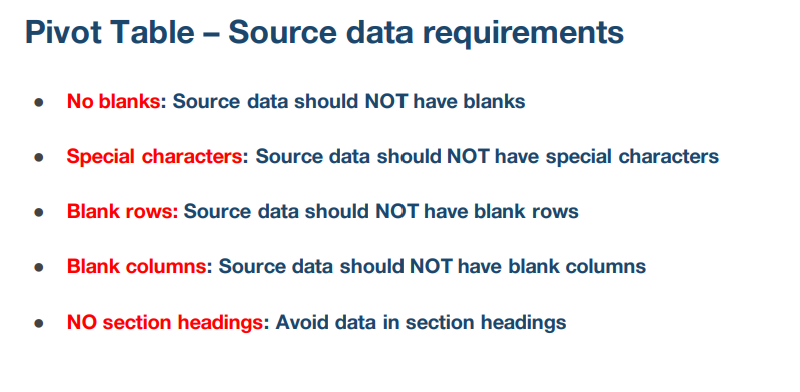 Pivot Table – Source data requirements
● No blanks: Source data should NOT have blanks
● Special characters: Source data should NOT have special characters
● Blank rows: Source data should NOT have blank rows
● Blank columns: Source data should NOT have blank columns
● NO section headings: Avoid data in section headings